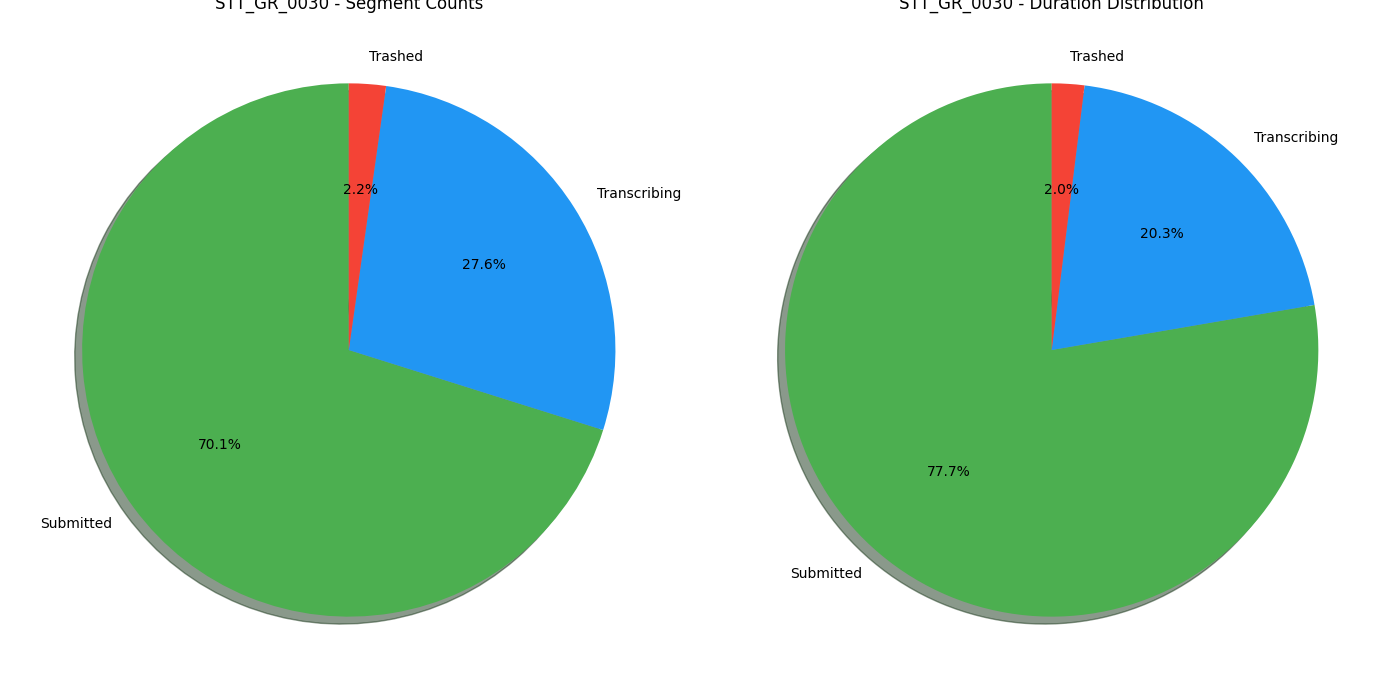 STT_GR_0030 - Segment Counts
Trashed
Transcribing
2.2%
27.6%
70.1%
Submitted
STT_GR_0030 - Duration Distribution
Trashed
Transcribing
2.0%
20.3%
77.7%
Submitted